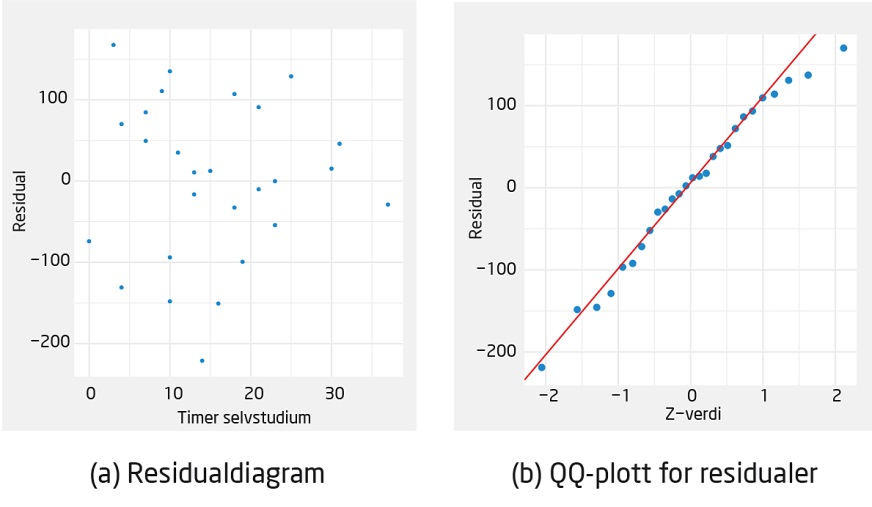 100
0
−100
−200
Residual
0 10 20 30
Timer selvstudium
(a) Residualdiagram
100
0
−100
−200
Residual
−2 −1 0 1 2
Z−verdi
(b) QQ-plott for residualer